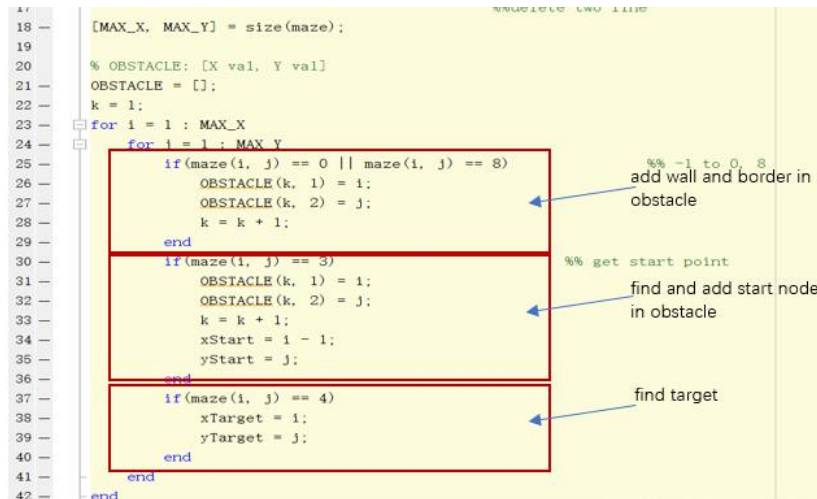 17 %%delete two line
18 — [MAX_X, MAX_Y] = size(maze);
19
20 % OBSTACLE: [X val, Y val]
21 — OBSTACLE = [];
22 — k = 1;
23 — for i = 1 : MAX_X
24 — for j = 1 : MAX_Y
25 — if(maze(i, j) == 0 || maze(i, j) == 8) %% -1 to 0, 8
26 — OBSTACLE(k, 1) = i;
27 — OBSTACLE(k, 2) = j;
28 — k = k + 1;
29 — end
30 — if(maze(i, j) == 3) %% get start point
31 — OBSTACLE(k, 1) = i;
32 — OBSTACLE(k, 2) = j;
33 — k = k + 1;
34 — xStart = i - 1;
35 — yStart = j;
36 — end
37 — if(maze(i, j) == 4)
38 — xTarget = i;
39 — yTarget = j;
40 — end
41 — end
42 — end
add wall and border in
obstacle
find and add start node
in obstacle
find target